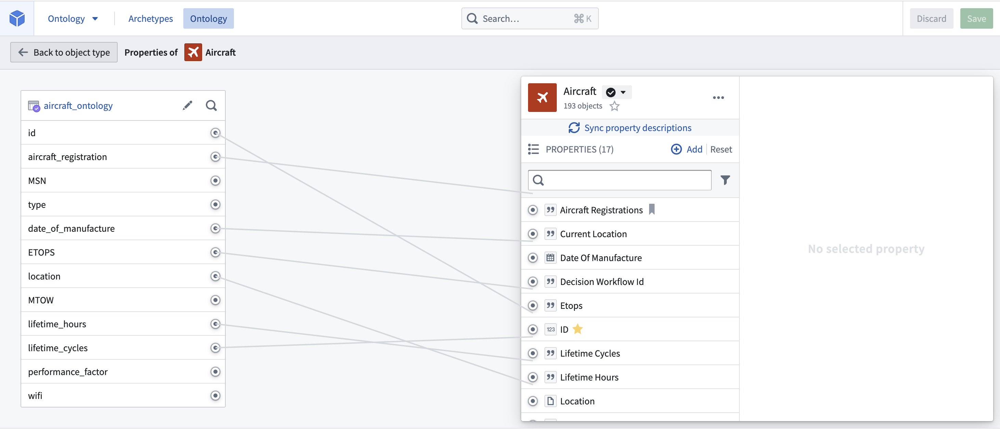 Ontology Archetypes Ontology Search… ⌘ K Discard Save
Back to object type Properties of Aircraft
aircraft_ontology
id
aircraft_registration
MSN
type
date_of_manufacture
ETOPS
location
MTOW
lifetime_hours
lifetime_cycles
performance_factor
wifi
Aircraft
193 objects
Sync property descriptions
PROPERTIES (17) Add Reset
Aircraft Registrations
Current Location
Date Of Manufacture
Decision Workflow Id
Etops
123 ID
Lifetime Cycles
Lifetime Hours
Location
No selected property